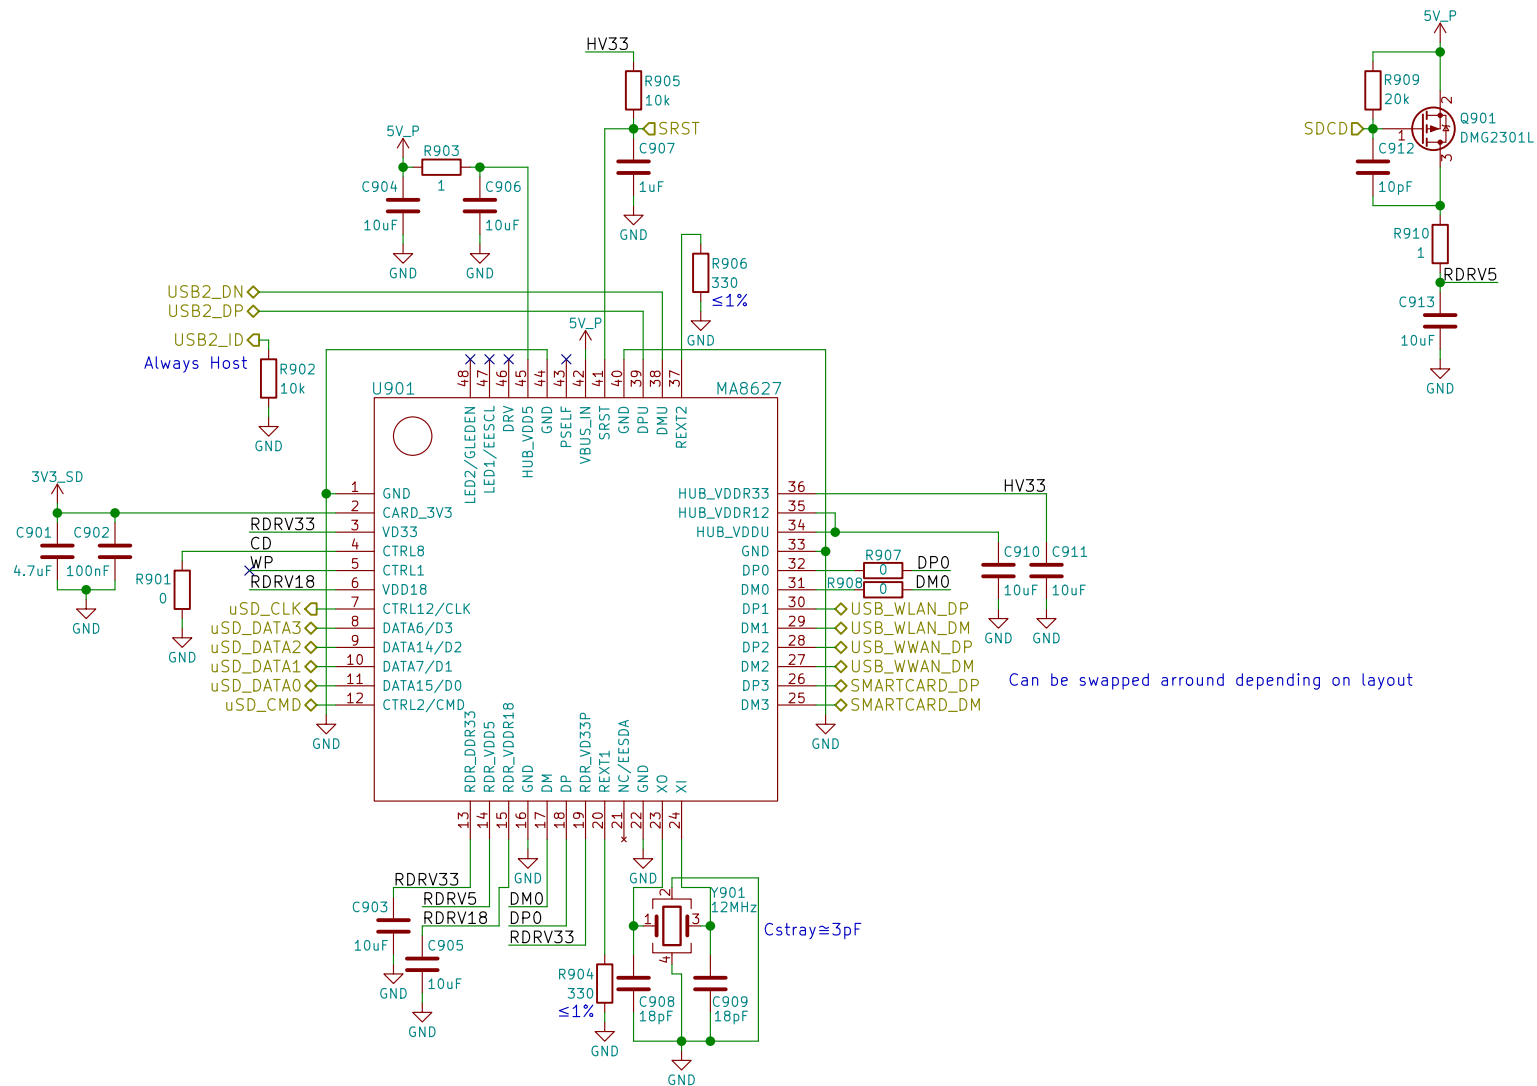 5V_P
HV33
R905
10k
SRST
C907
1uF
GND
R909
20k
SDCD
Q901
DMG2301L
1
2
3
C912
10pF
R910
1
RDRV5
C913
10uF
GND
5V_P
R903
1
C904
10uF
GND
C906
10uF
GND
R906
330
≤1%
GND
USB2_DN
USB2_DP
USB2_ID
Always Host
R902
10k
GND
5V_P
U901
MA8627
48
47
46
45
44
43
42
41
40
39
38
37
LED2/GLEDEN
LED1/EESCL
DRV
HUB_VDD5
GND
PSELF
VBUS_IN
SRST
GND
DPU
DMU
REXT2
3V3_SD
C901
4.7uF
C902
100nF
GND
RDRV33
CD
WP
RDRV18
R901
0
GND
uSD_CLK
uSD_DATA3
uSD_DATA2
uSD_DATA1
uSD_DATA0
uSD_CMD
GND
1 GND
2 CARD_3V3
3 VD33
4 CTRL8
5 CTRL1
6 VDD18
7 CTRL12/CLK
8 DATA6/D3
9 DATA14/D2
10 DATA7/D1
11 DATA15/D0
12 CTRL2/CMD
HUB_VDDR33 36
HUB_VDDR12 35
HUB_VDDU 34
GND 33
DP0 32
DM0 31
DP1 30
DM1 29
DP2 28
DM2 27
DP3 26
DM3 25
HV33
R907
0
DP0
R908
0
DM0
USB_WLAN_DP
USB_WLAN_DM
USB_WWAN_DP
USB_WWAN_DM
SMARTCARD_DP
SMARTCARD_DM
GND
C910
10uF
GND
C911
10uF
GND
Can be swapped arround depending on layout
RDR_DDR33
RDR_VDD5
RDR_VDDR18
GND
DM
DP
RDR_VD33P
REXT1
NC/EESDA
GND
XO
XI
13
14
15
16
17
18
19
20
21
22
23
24
GND
GND
RDRV33
RDRV5
RDRV18
DM0
DP0
RDRV33
C903
10uF
GND
C905
10uF
GND
R904
330
≤1%
GND
Y901
12MHz
1
2
3
4
Cstray≅3pF
C908
18pF
C909
18pF
GND